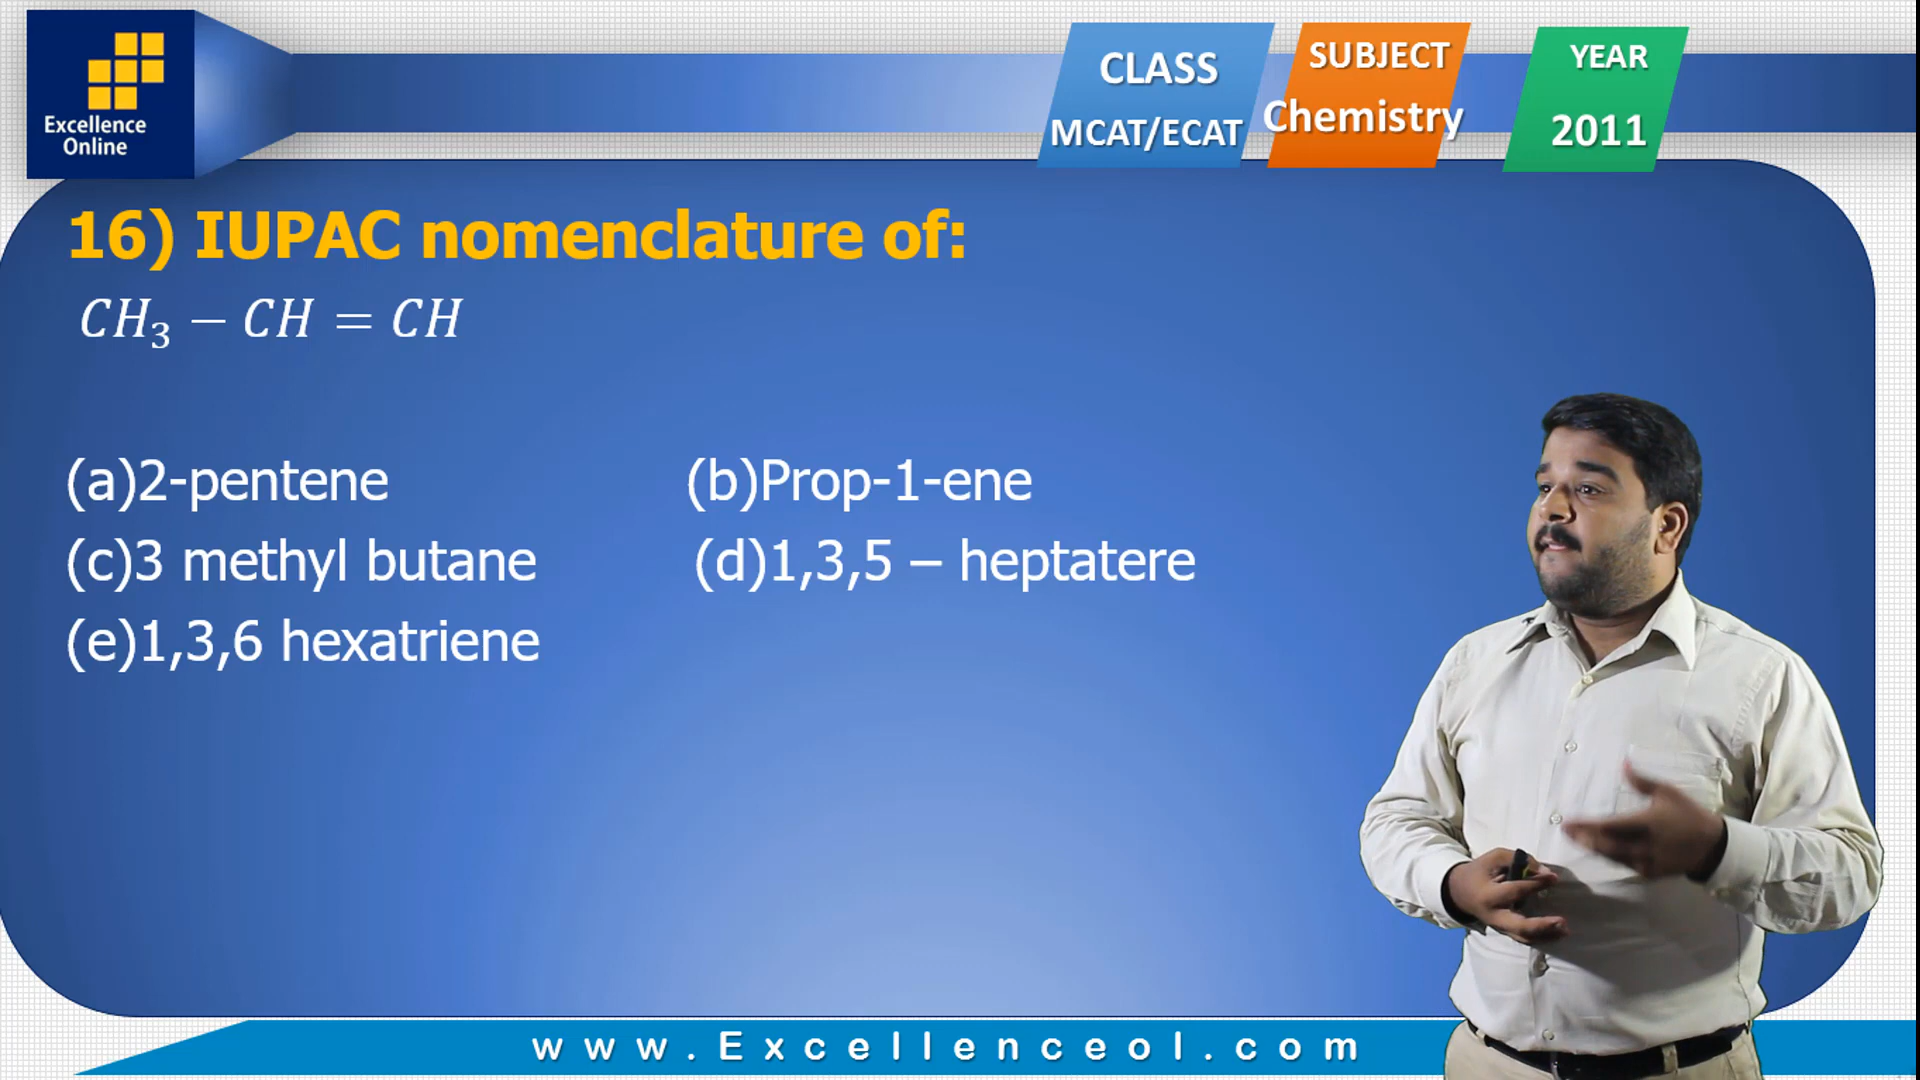 Excellence
Online
CLASS
MCAT/ECAT
SUBJECT
Chemistry
YEAR
2011
16) IUPAC nomenclature of:
CH₃ − CH = CH
(a)2-pentene (b)Prop-1-ene
(c)3 methyl butane (d)1,3,5 – heptatere
(e)1,3,6 hexatriene
www.Excellenceol.com